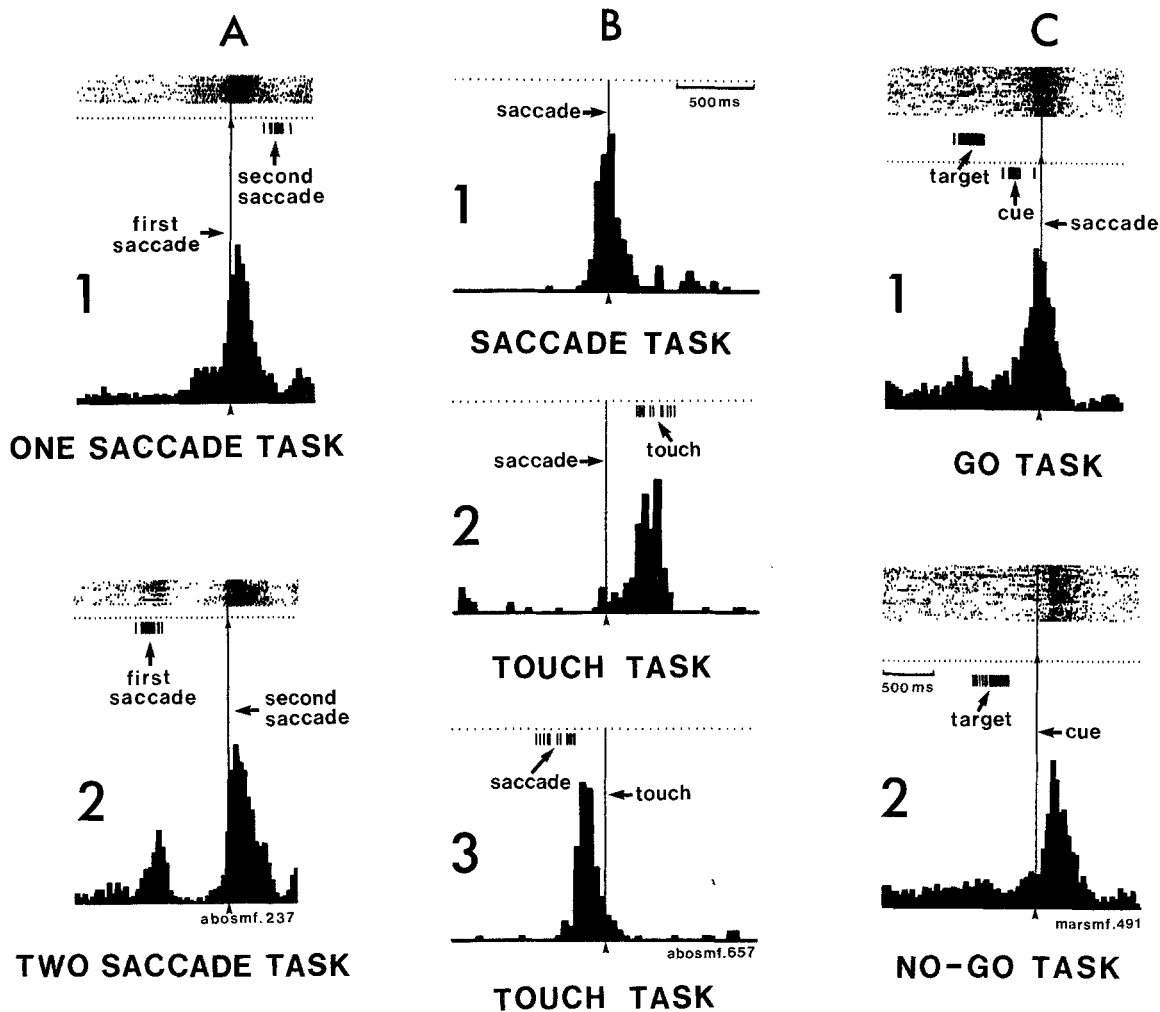 A
second
saccade
first
saccade
1
ONE SACCADE TASK
first
saccade
second
saccade
2
abosmf.237
TWO SACCADE TASK
B
500ms
saccade
1
SACCADE TASK
touch
saccade
2
TOUCH TASK
saccade
touch
3
abosmf.657
TOUCH TASK
C
target
cue
saccade
1
GO TASK
500ms
target
cue
2
marsmf.491
NO-GO TASK